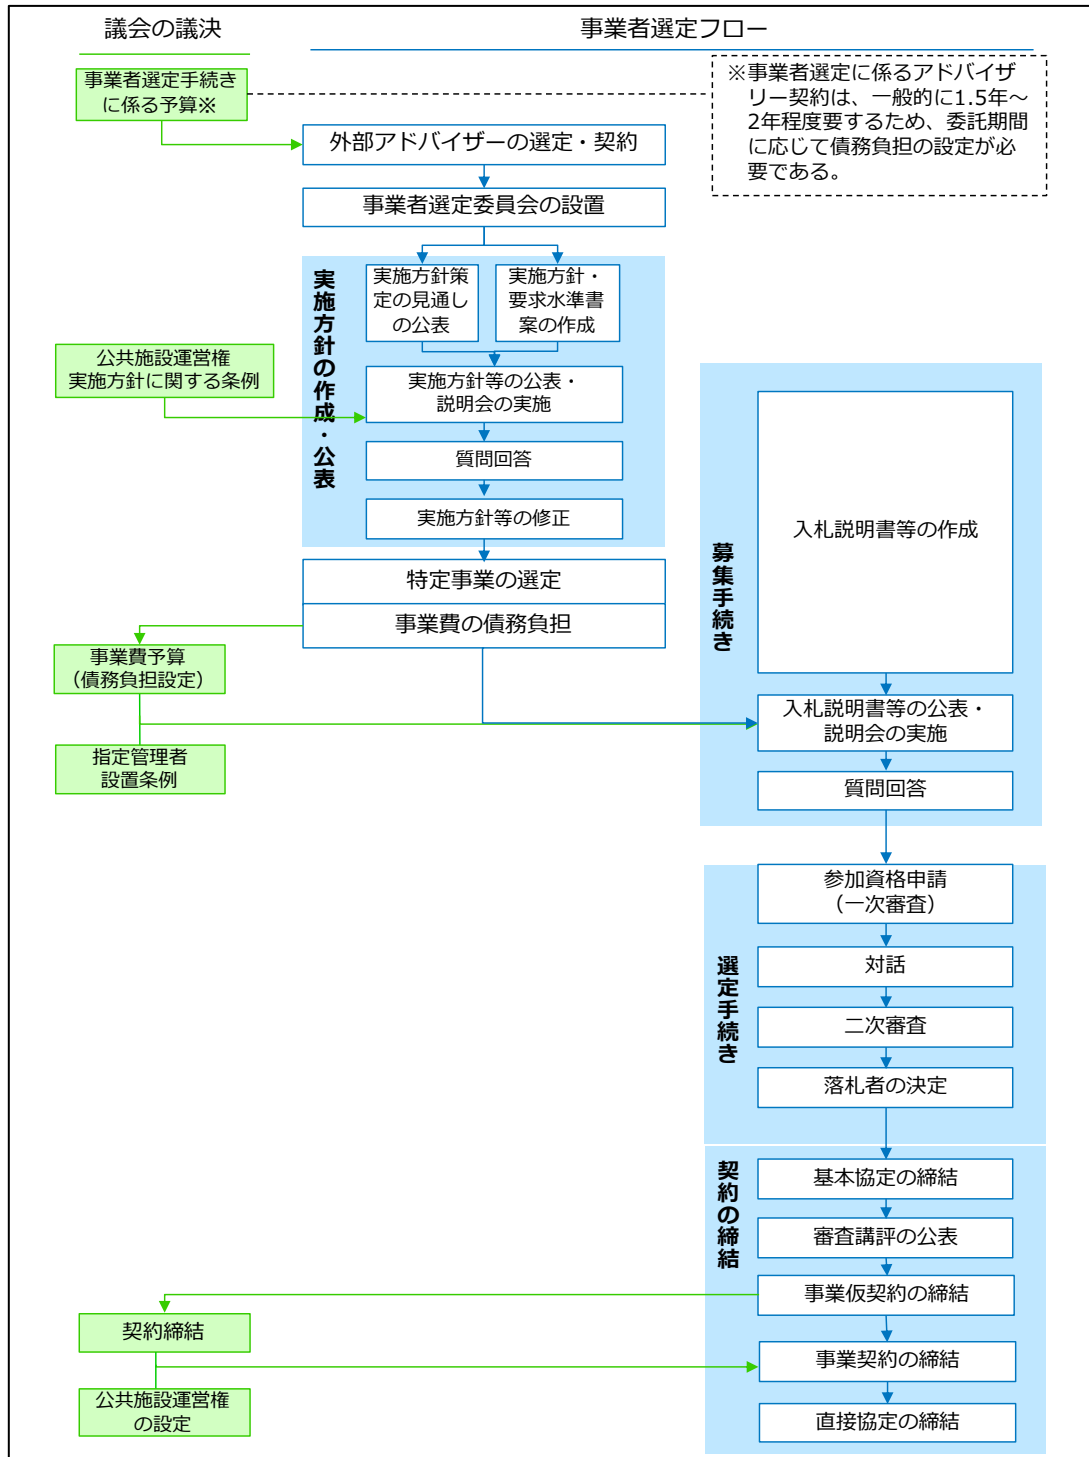 議会の議決
事業者選定フロー
事業者選定手続き
に係る予算※
※事業者選定に係るアドバイザ
リー契約は、一般的に1.5年～
2年程度要するため、委託期間
に応じて債務負担の設定が必
要である。
外部アドバイザーの選定・契約
事業者選定委員会の設置
実施方針の作成・公表
実施方針策
定の見通し
の公表
実施方針・
要求水準書
案の作成
公共施設運営権
実施方針に関する条例
実施方針等の公表・
説明会の実施
質問回答
実施方針等の修正
特定事業の選定
事業費の債務負担
事業費予算
（債務負担設定）
指定管理者
設置条例
募集手続き
入札説明書等の作成
入札説明書等の公表・
説明会の実施
質問回答
選定手続き
参加資格申請
（一次審査）
対話
二次審査
落札者の決定
契約の締結
基本協定の締結
審査講評の公表
事業仮契約の締結
契約締結
事業契約の締結
公共施設運営権
の設定
直接協定の締結